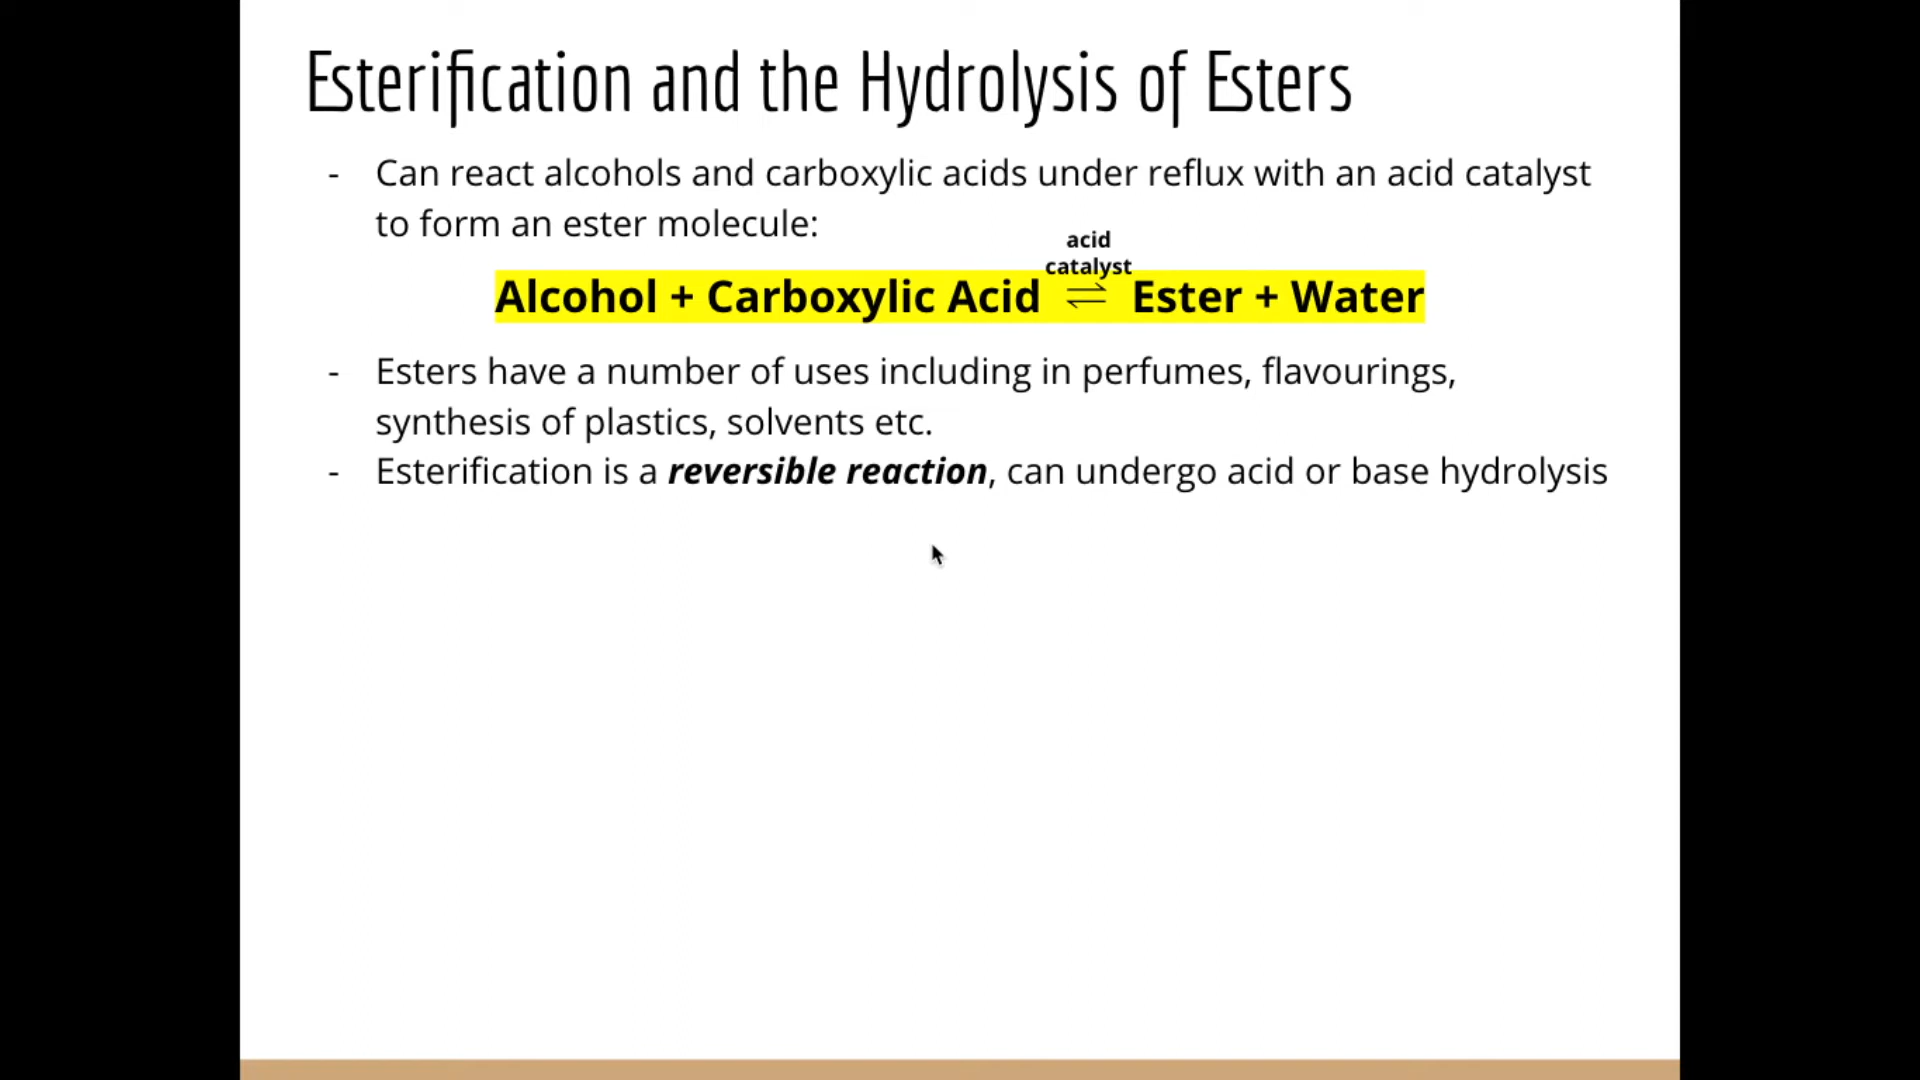 Esterification and the Hydrolysis of Esters
- Can react alcohols and carboxylic acids under reflux with an acid catalyst
to form an ester molecule:
acid
catalyst
Alcohol + Carboxylic Acid ⇌ Ester + Water
- Esters have a number of uses including in perfumes, flavourings,
synthesis of plastics, solvents etc.
- Esterification is a reversible reaction, can undergo acid or base hydrolysis